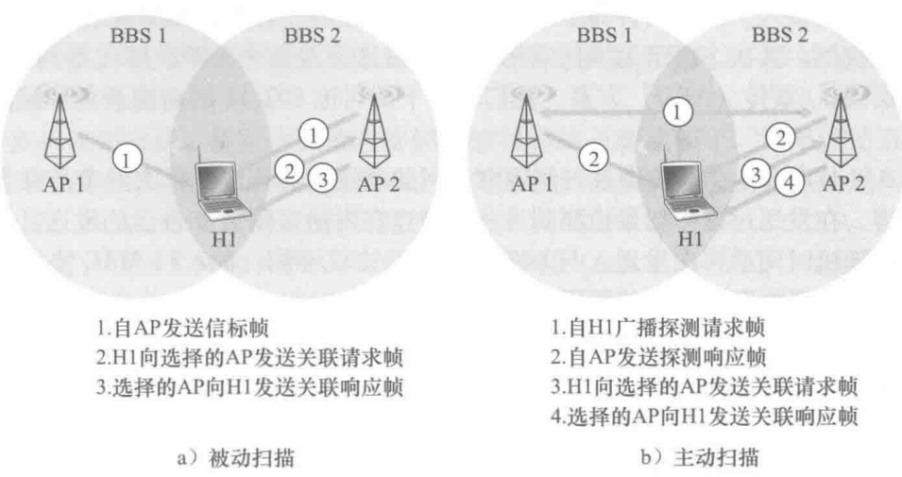 BBS 1 BBS 2
1 1
2 3
AP 1 AP 2
H1
1.自AP发送信标帧
2.H1向选择的AP发送关联请求帧
3.选择的AP向H1发送关联响应帧
a）被动扫描
BBS 1 BBS 2
1
2 2
3 4
AP 1 AP 2
H1
1.自H1广播探测请求帧
2.自AP发送探测响应帧
3.H1向选择的AP发送关联请求帧
4.选择的AP向H1发送关联响应帧
b）主动扫描